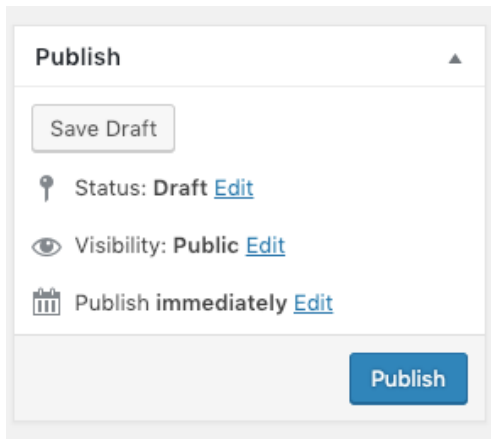 Publish
Save Draft
Status: Draft Edit
Visibility: Public Edit
Publish immediately Edit
Publish